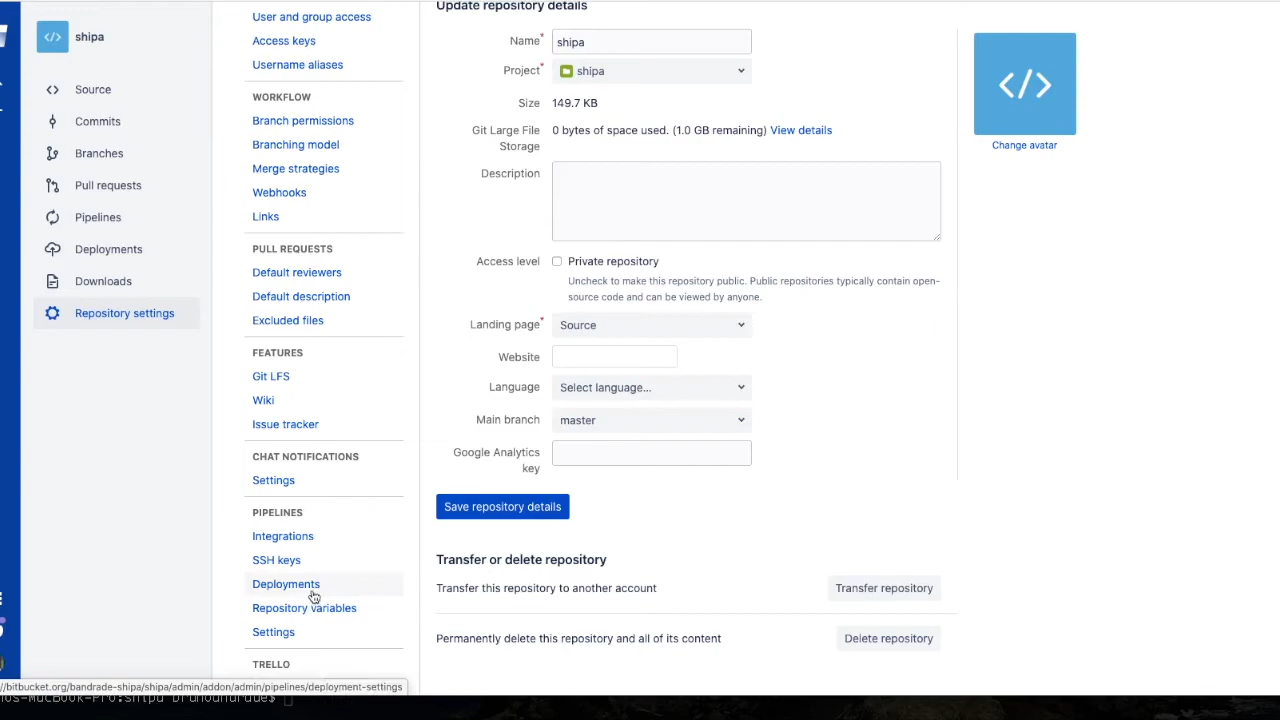 shipa
Source
Commits
Branches
Pull requests
Pipelines
Deployments
Downloads
Repository settings
User and group access
Access keys
Username aliases
WORKFLOW
Branch permissions
Branching model
Merge strategies
Webhooks
Links
PULL REQUESTS
Default reviewers
Default description
Excluded files
FEATURES
Git LFS
Wiki
Issue tracker
CHAT NOTIFICATIONS
Settings
PIPELINES
Integrations
SSH keys
Deployments
Repository variables
Settings
TRELLO
Update repository details
Name* shipa
Project* shipa
Size 149.7 KB
Git Large File Storage 0 bytes of space used. (1.0 GB remaining) View details
Description
Access level Private repository
Uncheck to make this repository public. Public repositories typically contain open-
source code and can be viewed by anyone.
Landing page* Source
Website
Language Select language...
Main branch master
Google Analytics
key
Save repository details
Transfer or delete repository
Transfer this repository to another account Transfer repository
Permanently delete this repository and all of its content Delete repository
Change avatar
//bitbucket.org/bandrade-shipa/shipa/admin/addon/admin/pipelines/deployment-settings